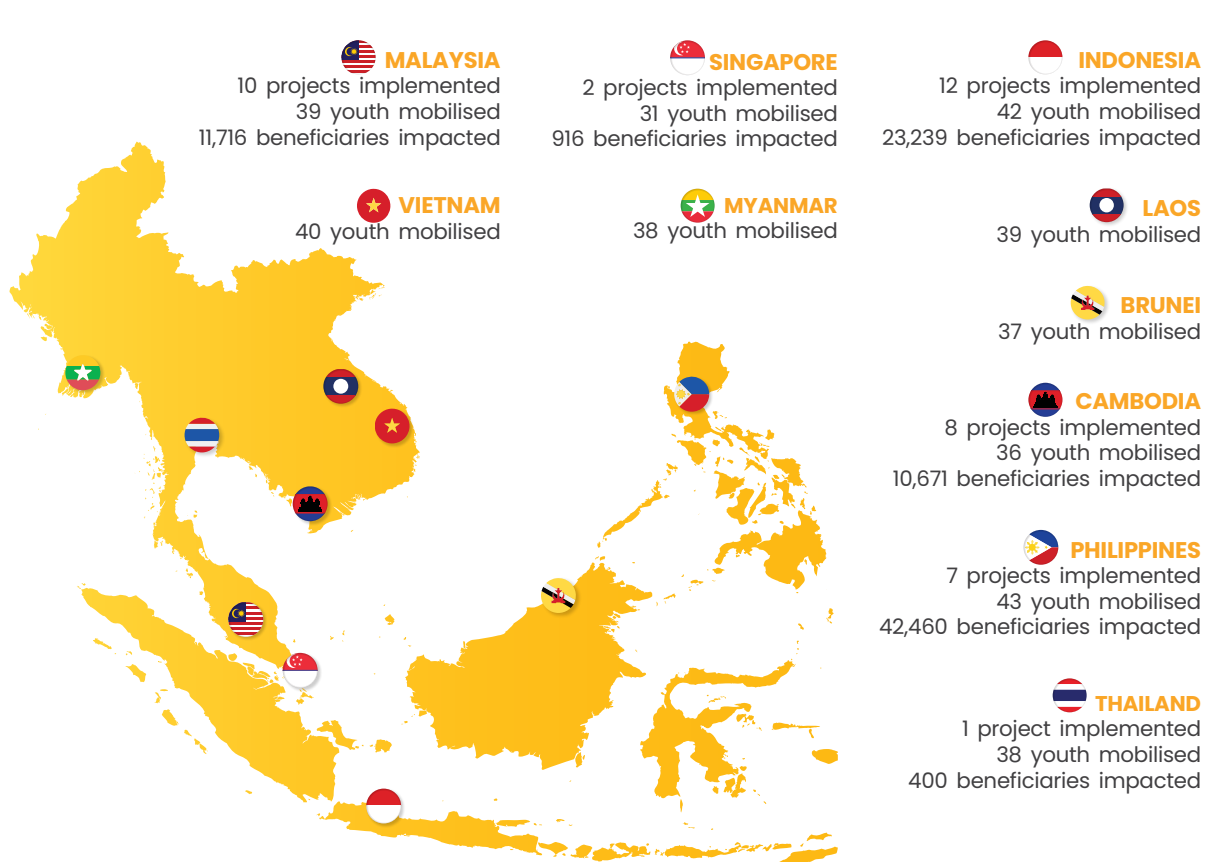 MALAYSIA
10 projects implemented
39 youth mobilised
11,716 beneficiaries impacted
SINGAPORE
2 projects implemented
31 youth mobilised
916 beneficiaries impacted
INDONESIA
12 projects implemented
42 youth mobilised
23,239 beneficiaries impacted
VIETNAM
40 youth mobilised
MYANMAR
38 youth mobilised
LAOS
39 youth mobilised
BRUNEI
37 youth mobilised
CAMBODIA
8 projects implemented
36 youth mobilised
10,671 beneficiaries impacted
PHILIPPINES
7 projects implemented
43 youth mobilised
42,460 beneficiaries impacted
THAILAND
1 project implemented
38 youth mobilised
400 beneficiaries impacted